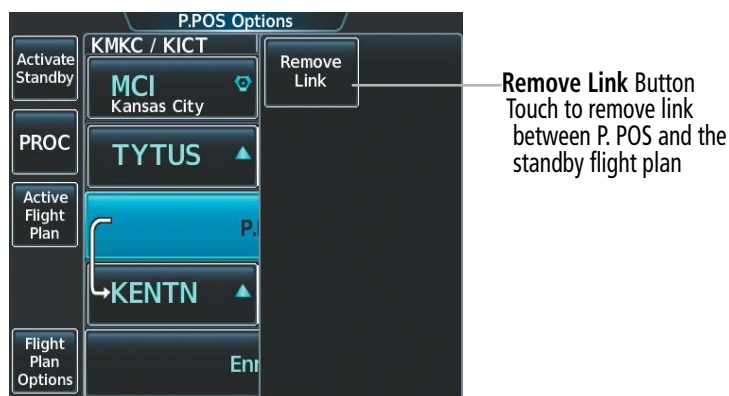 P.POS Options
Activate
Standby
PROC
Active
Flight
Plan
Flight
Plan
Options
KMKC / KICT
MCI
Kansas City
TYTUS
P.
KENTN
Enr
Remove
Link
Remove Link Button
Touch to remove link
between P. POS and the
standby flight plan